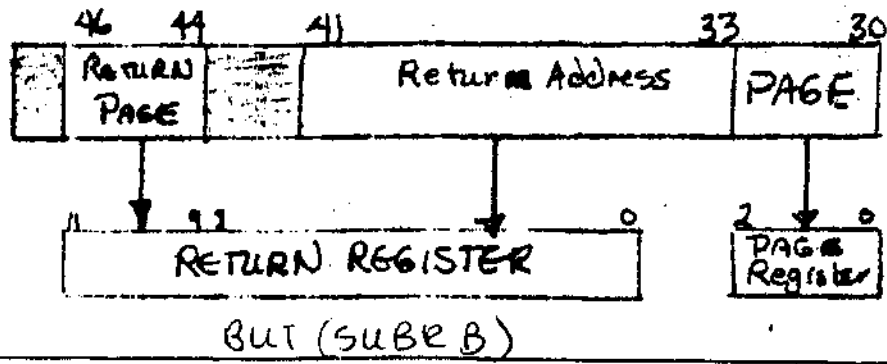 46 44 41 33 30
RETURN Return Address PAGE
PAGE
11 9 0 2 0
RETURN REGISTER PAGE
Register
BUT (SUBR B)